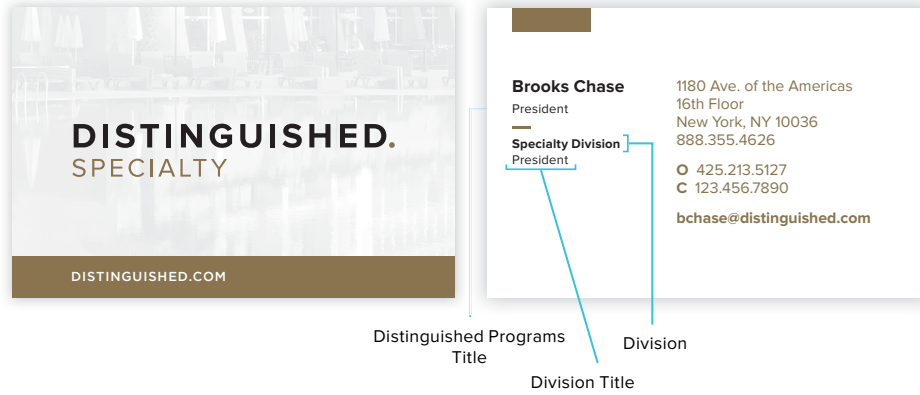 DISTINGUISHED.
SPECIALTY
DISTINGUISHED.COM
Brooks Chase
President
Specialty Division
President
1180 Ave. of the Americas
16th Floor
New York, NY 10036
888.355.4626
O 425.213.5127
C 123.456.7890
bchase@distinguished.com
Distinguished Programs
Title
Division
Division Title